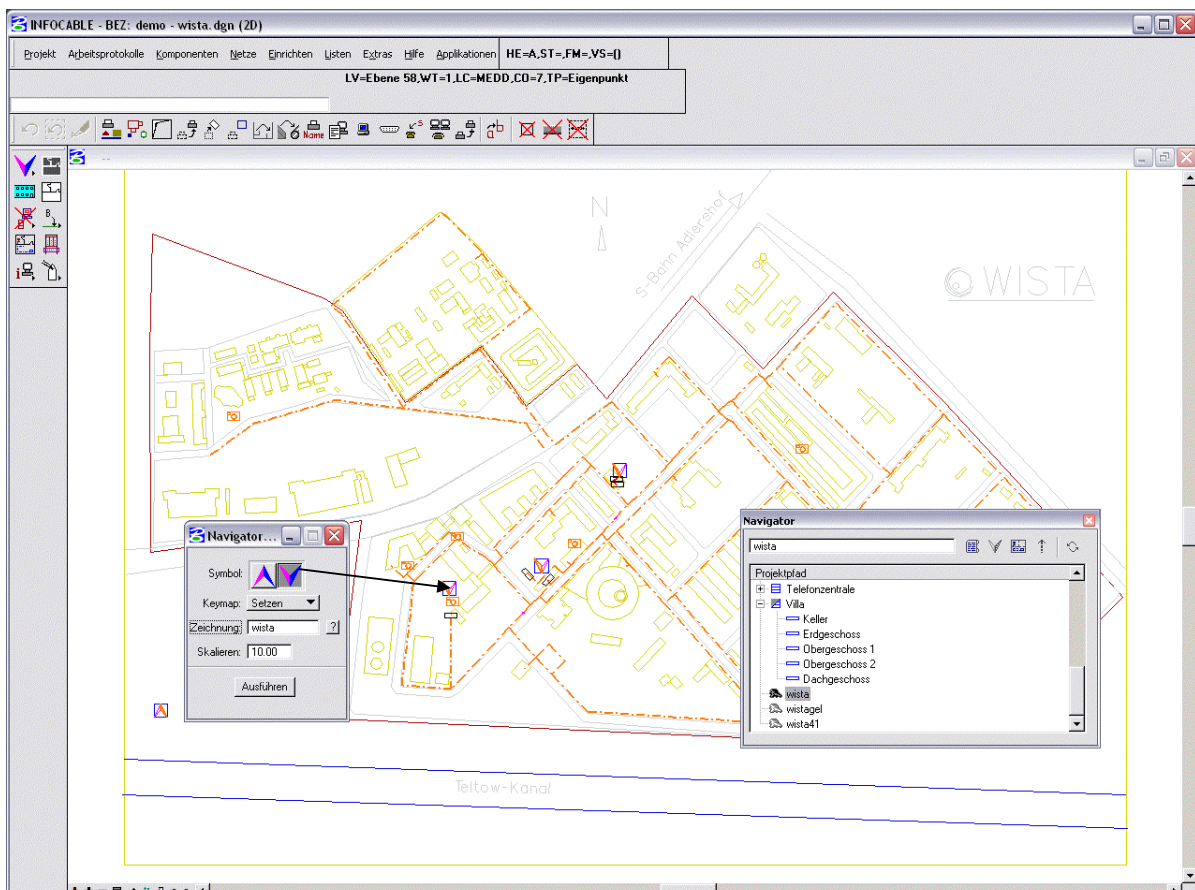 INFOCABLE - BEZ: demo - wista.dgn (2D)
Projekt Arbeitsprotokolle Komponenten Netze Einrichten Listen Extras Hilfe Applikationen HE=A,ST=,FM=,VS=()
LV=Ebene 58,WT=1,LC=MEDD,CO=7,TP=Eigenpunkt
Name
N
S-Bahn Adlershof
WISTA
Navigator...
Symbol:
Keymap: Setzen
Zeichnung: wista ?
Skalieren: 10.00
Ausführen
Navigator
wista
Projektpfad
Telefonzentrale
Villa
Keller
Erdgeschoss
Obergeschoss 1
Obergeschoss 2
Dachgeschoss
wista
wistagel
wista41
Teltow-Kanal